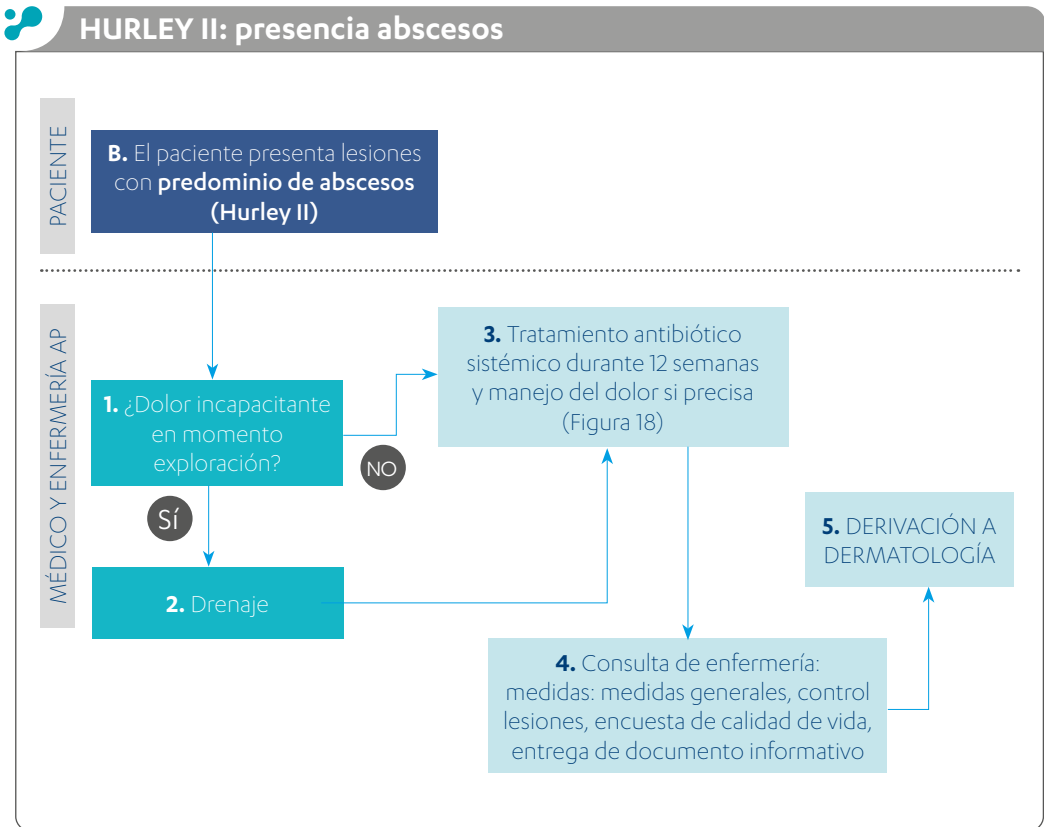 HURLEY II: presencia abscesos
PACIENTE
B. El paciente presenta lesiones
con predominio de abscesos
(Hurley II)
MÉDICO Y ENFERMERÍA AP
1. ¿Dolor incapacitante
en momento
exploración?
NO
Sí
2. Drenaje
3. Tratamiento antibiótico
sistémico durante 12 semanas
y manejo del dolor si precisa
(Figura 18)
4. Consulta de enfermería:
medidas: medidas generales, control
lesiones, encuesta de calidad de vida,
entrega de documento informativo
5. DERIVACIÓN A
DERMATOLOGÍA